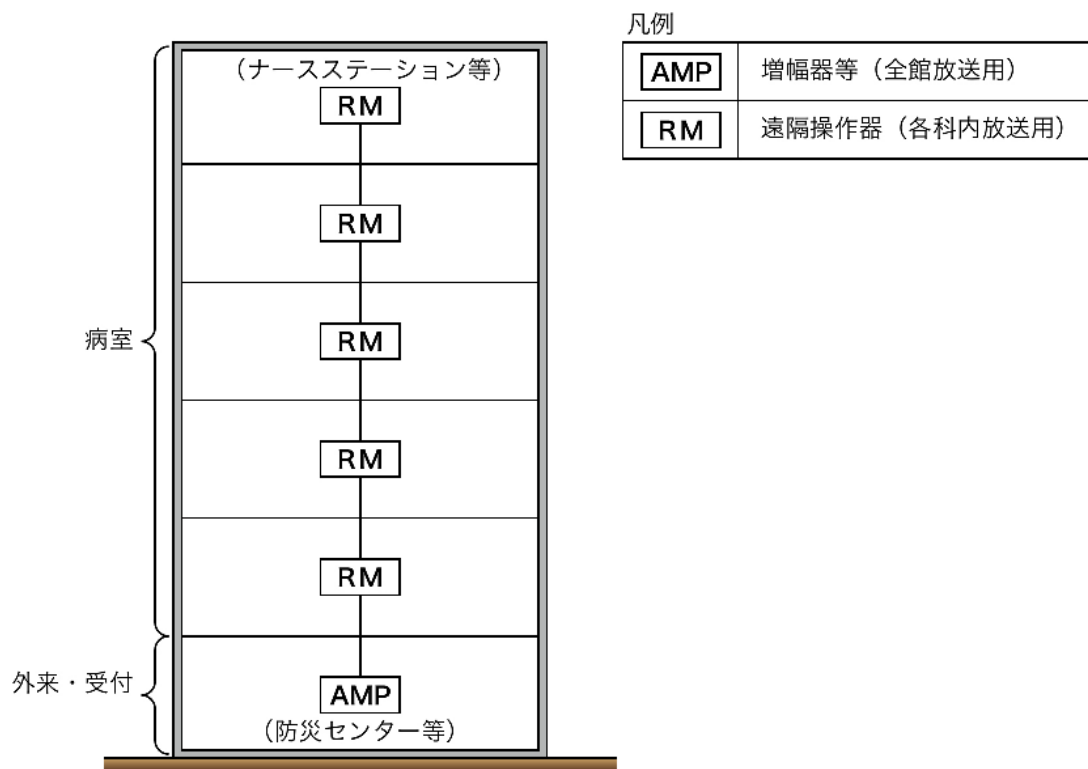 凡例
AMP 増幅器等（全館放送用）
RM 遠隔操作器（各科内放送用）
（ナースステーション等）
RM
RM
RM
RM
RM
AMP
（防災センター等）
病室
外来・受付